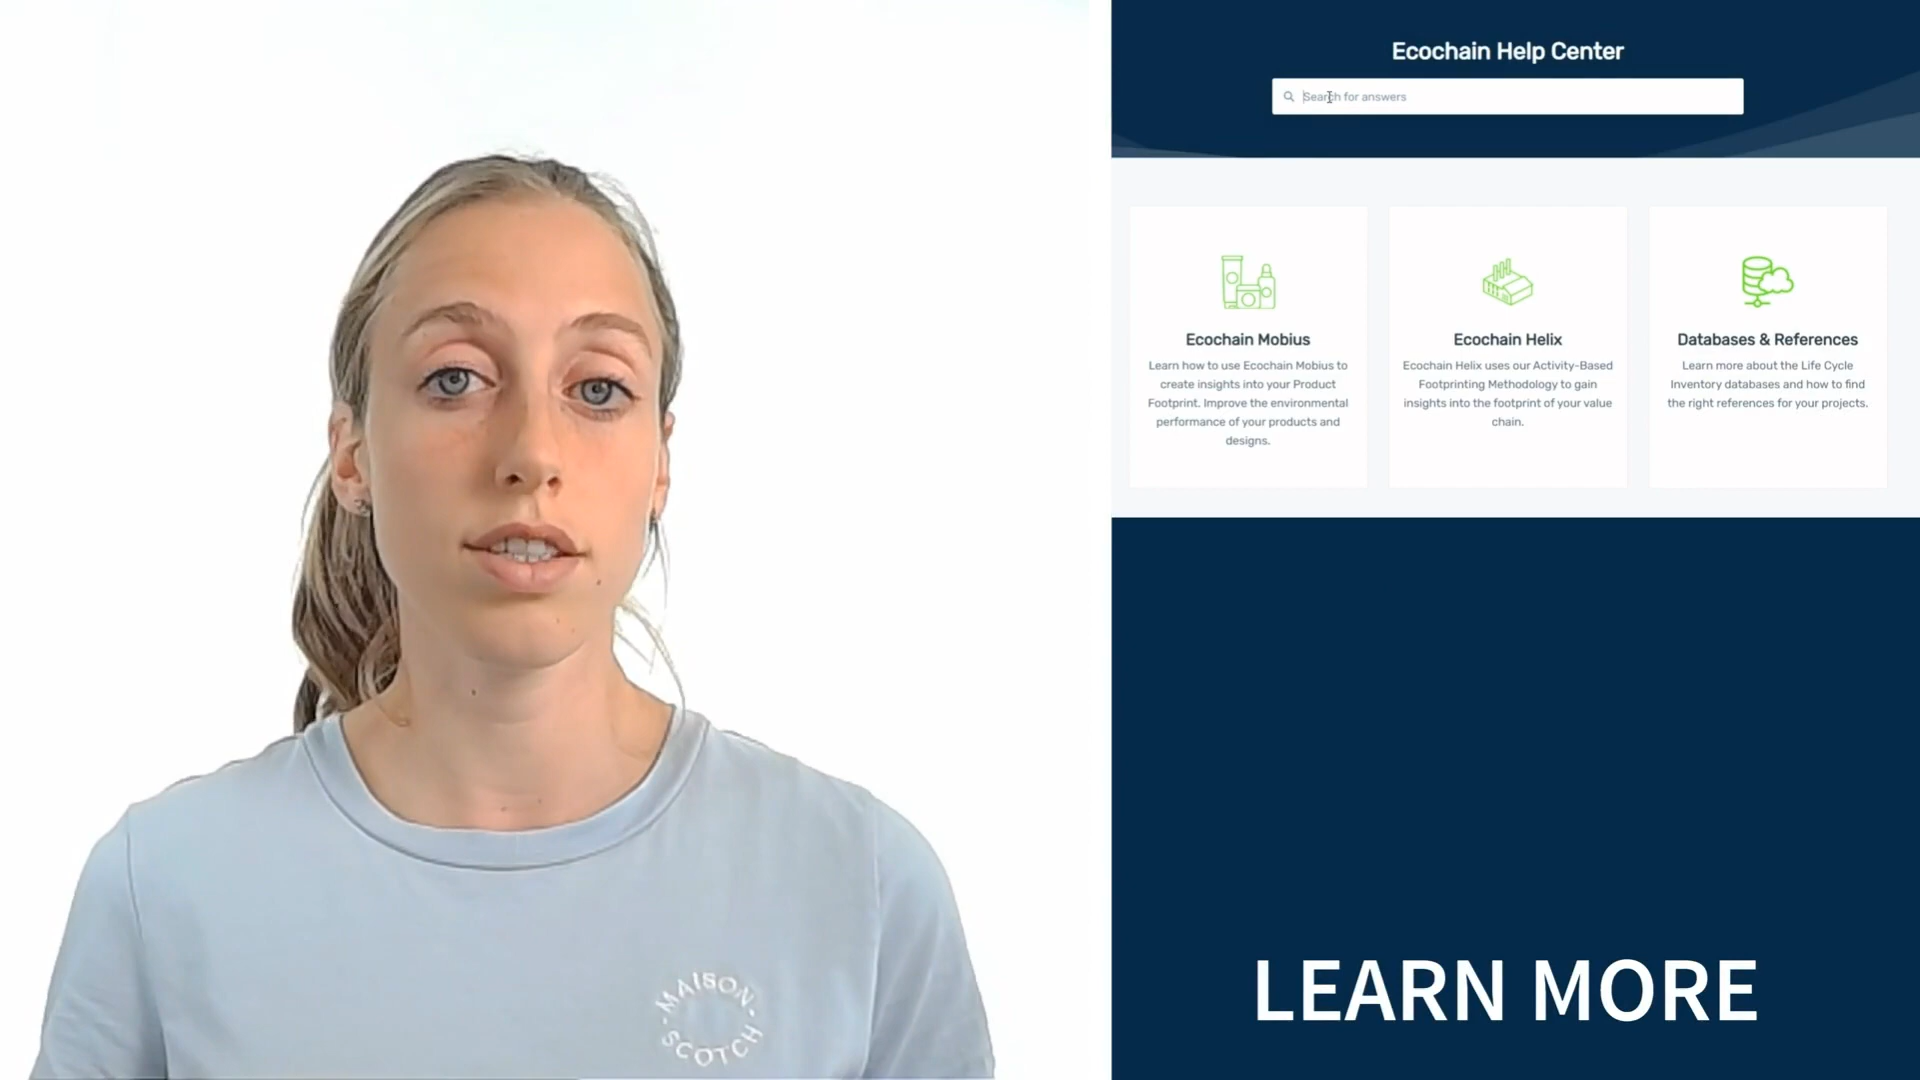 Ecochain Help Center
Search for answers
Ecochain Mobius
Learn how to use Ecochain Mobius to
create insights into your Product
Footprint. Improve the environmental
performance of your products and
designs.
Ecochain Helix
Ecochain Helix uses our Activity-Based
Footprinting Methodology to gain
insights into the footprint of your value
chain.
Databases & References
Learn more about the Life Cycle
Inventory databases and how to find
the right references for your projects.
LEARN MORE
MAISON
SCOTCH